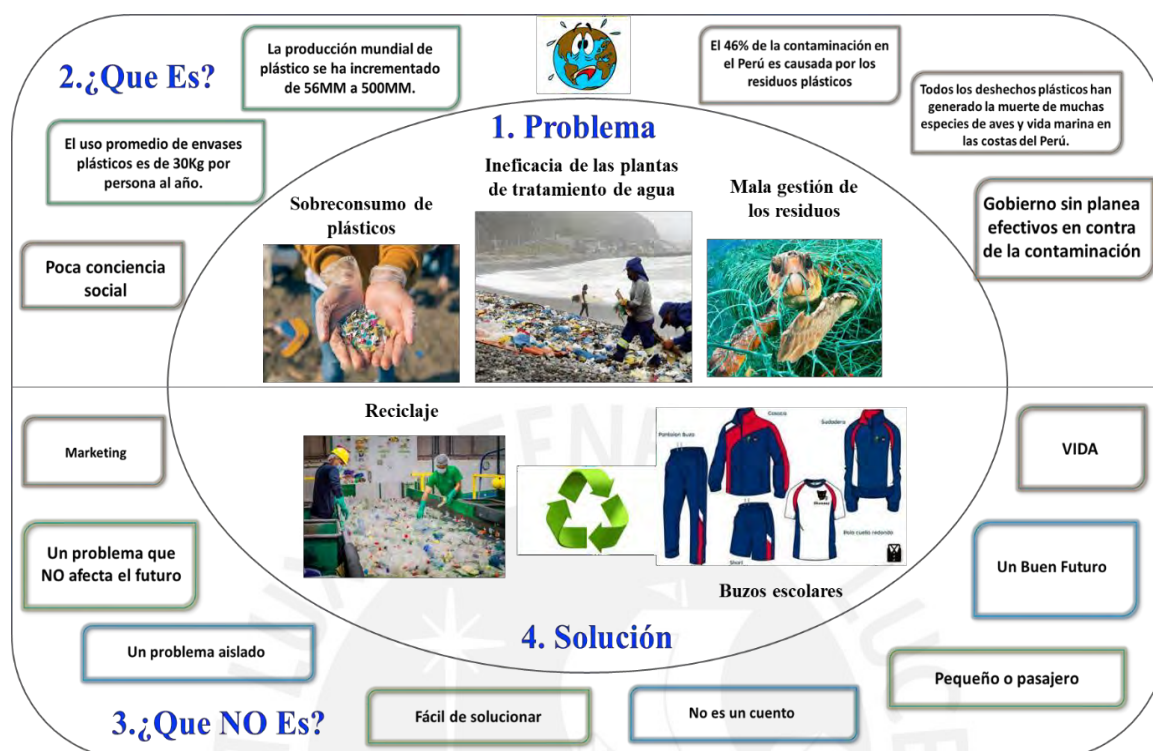 2.¿Que Es?
La producción mundial de
plástico se ha incrementado
de 56MM a 500MM.
El 46% de la contaminación en
el Perú es causada por los
residuos plásticos
Todos los deshechos plásticos han
generado la muerte de muchas
especies de aves y vida marina en
las costas del Perú.
El uso promedio de envases
plásticos es de 30Kg por
persona al año.
Gobierno sin planea
efectivos en contra
de la contaminación
Poca conciencia
social
1. Problema
Sobreconsumo de
plásticos
Ineficacia de las plantas
de tratamiento de agua
Mala gestión de
los residuos
Reciclaje
Pantalon Buzo
Casaca
Sudadera
Short
Polo cuello redondo
Buzos escolares
4. Solución
Marketing
VIDA
Un problema que
NO afecta el futuro
Un Buen Futuro
Un problema aislado
Pequeño o pasajero
3.¿Que NO Es?
Fácil de solucionar
No es un cuento